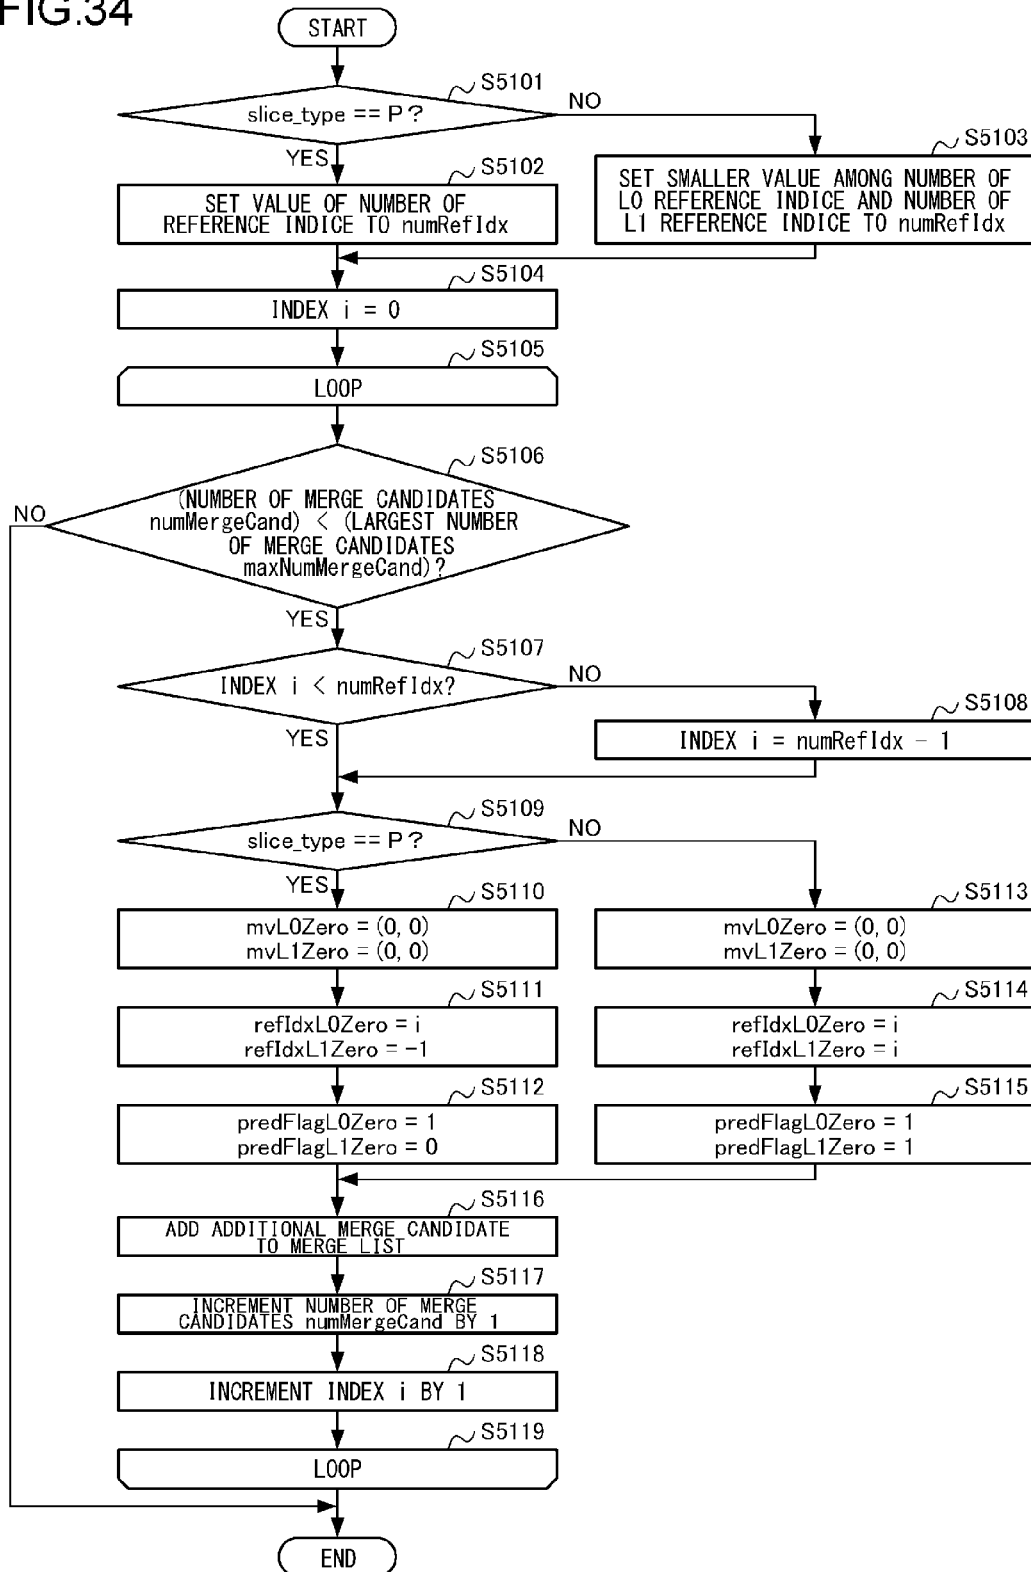 FIG.34
START
S5101
slice_type == P?
NO
YES
S5102
SET VALUE OF NUMBER OF
REFERENCE INDICE TO numRefIdx
S5103
SET SMALLER VALUE AMONG NUMBER OF
L0 REFERENCE INDICE AND NUMBER OF
L1 REFERENCE INDICE TO numRefIdx
S5104
INDEX i = 0
S5105
LOOP
S5106
(NUMBER OF MERGE CANDIDATES
numMergeCand) < (LARGEST NUMBER
OF MERGE CANDIDATES
maxNumMergeCand)?
NO
YES
S5107
INDEX i < numRefIdx?
NO
YES
S5108
INDEX i = numRefIdx - 1
S5109
slice_type == P?
NO
YES
S5110
mvL0Zero = (0, 0)
mvL1Zero = (0, 0)
S5113
mvL0Zero = (0, 0)
mvL1Zero = (0, 0)
S5111
refIdxL0Zero = i
refIdxL1Zero = -1
S5114
refIdxL0Zero = i
refIdxL1Zero = i
S5112
predFlagL0Zero = 1
predFlagL1Zero = 0
S5115
predFlagL0Zero = 1
predFlagL1Zero = 1
S5116
ADD ADDITIONAL MERGE CANDIDATE
TO MERGE LIST
S5117
INCREMENT NUMBER OF MERGE
CANDIDATES numMergeCand BY 1
S5118
INCREMENT INDEX i BY 1
S5119
LOOP
END